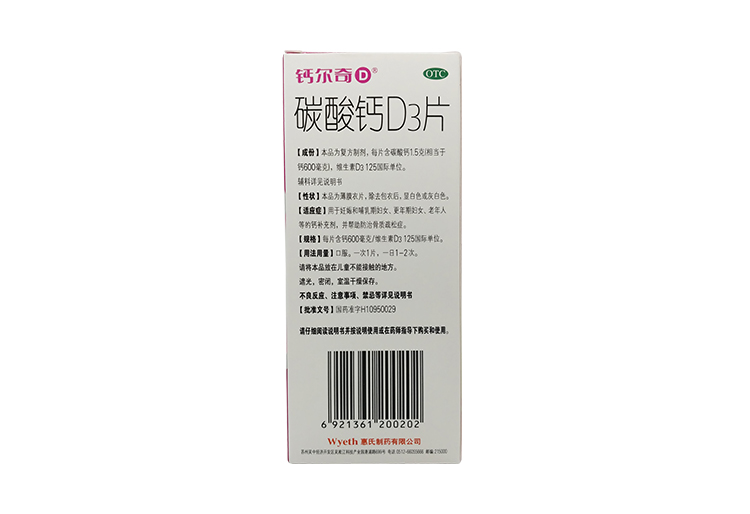 钙尔奇D®
OTC
碳酸钙D3片
【成份】本品为复方制剂，每片含碳酸钙1.5克(相当于
钙600毫克)，维生素D3 125国际单位。
辅料详见说明书
【性状】本品为薄膜衣片，除去包衣后，显白色或灰白色。
【适应症】用于妊娠和哺乳期妇女、更年期妇女、老年人
等的钙补充剂，并帮助防治骨质疏松症。
【规格】每片含钙600毫克/维生素D3 125国际单位。
【用法用量】口服。一次1片，一日1-2次。
请将本品放在儿童不能接触的地方。
遮光，密闭，室温干燥保存。
不良反应、注意事项、禁忌等详见说明书
【批准文号】国药准字H10950029
请仔细阅读说明书并按说明使用或在药师指导下购买和使用。
6 921361 200202
Wyeth 惠氏制药有限公司